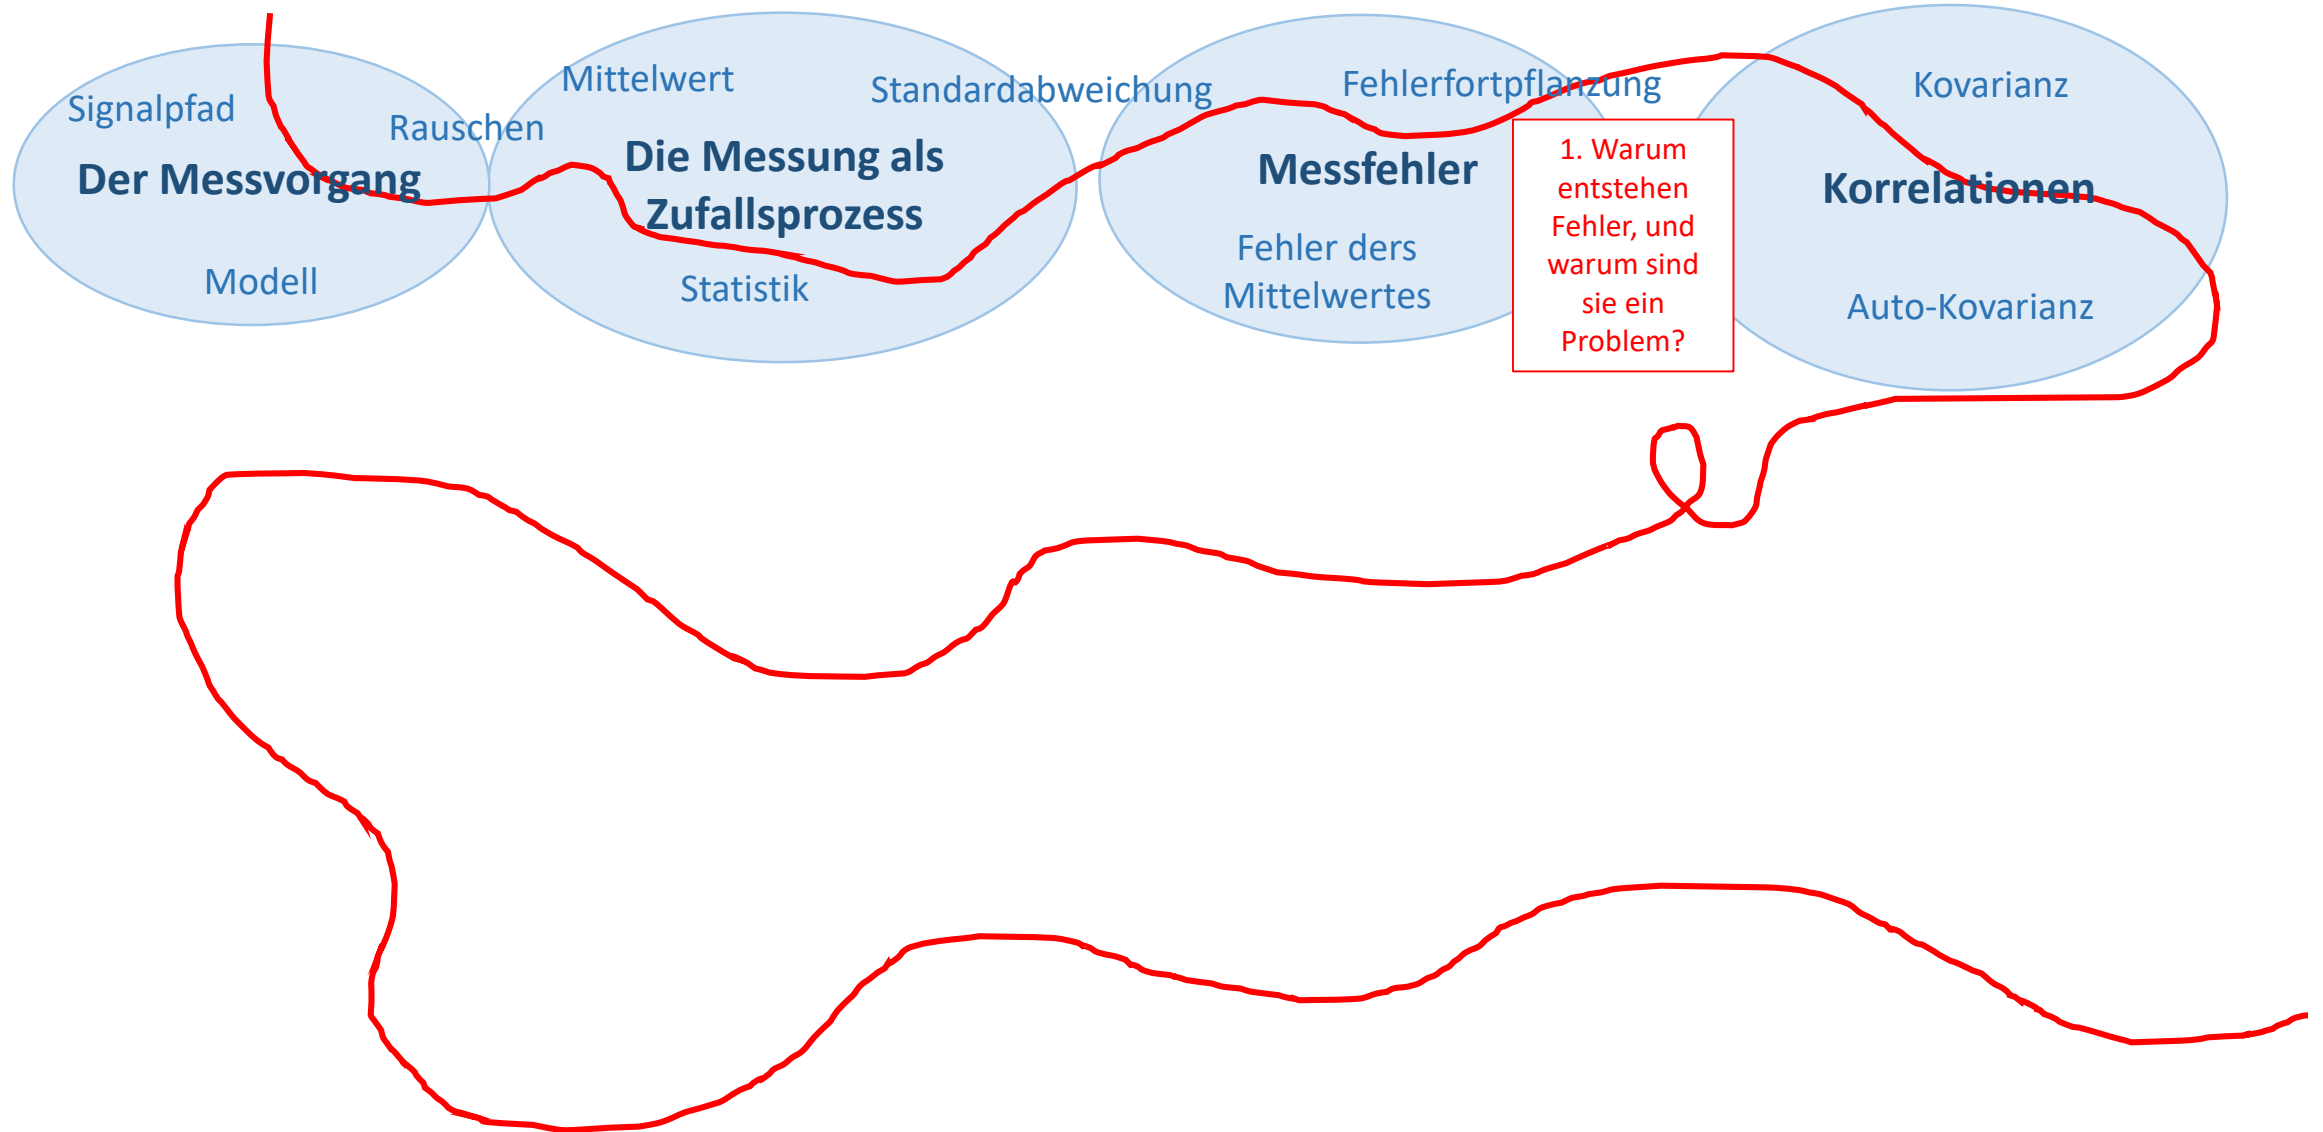 Signalpfad
Rauschen
Der Messvorgang
Modell
Mittelwert
Standardabweichung
Die Messung als
Zufallsprozess
Statistik
Fehlerfortpflanzung
Messfehler
Fehler ders
Mittelwertes
1. Warum
entstehen
Fehler, und
warum sind
sie ein
Problem?
Kovarianz
Korrelationen
Auto-Kovarianz